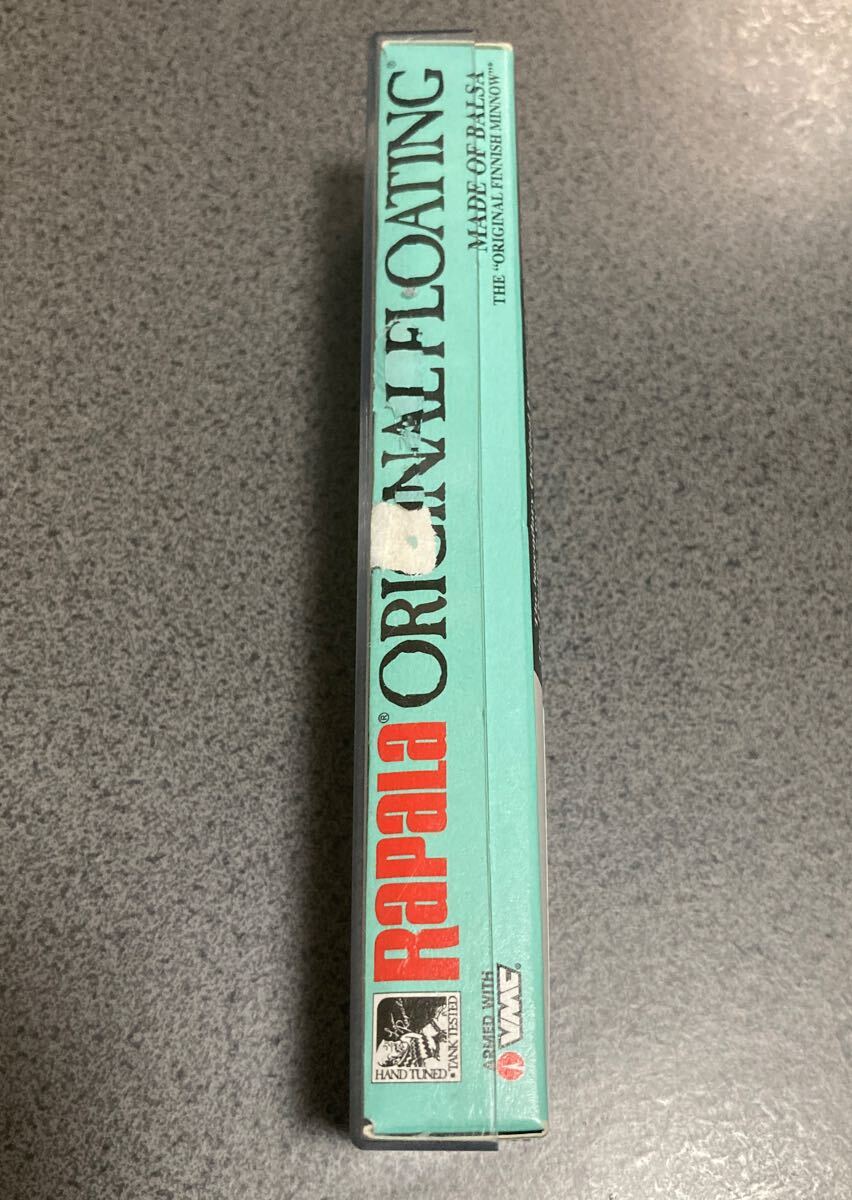 Rapala® ORIGINAL FLOATING®
MADE OF BALSA
THE "ORIGINAL FINNISH MINNOW"®
HAND TUNED • TANK TESTED
ARMED WITH
VMC®